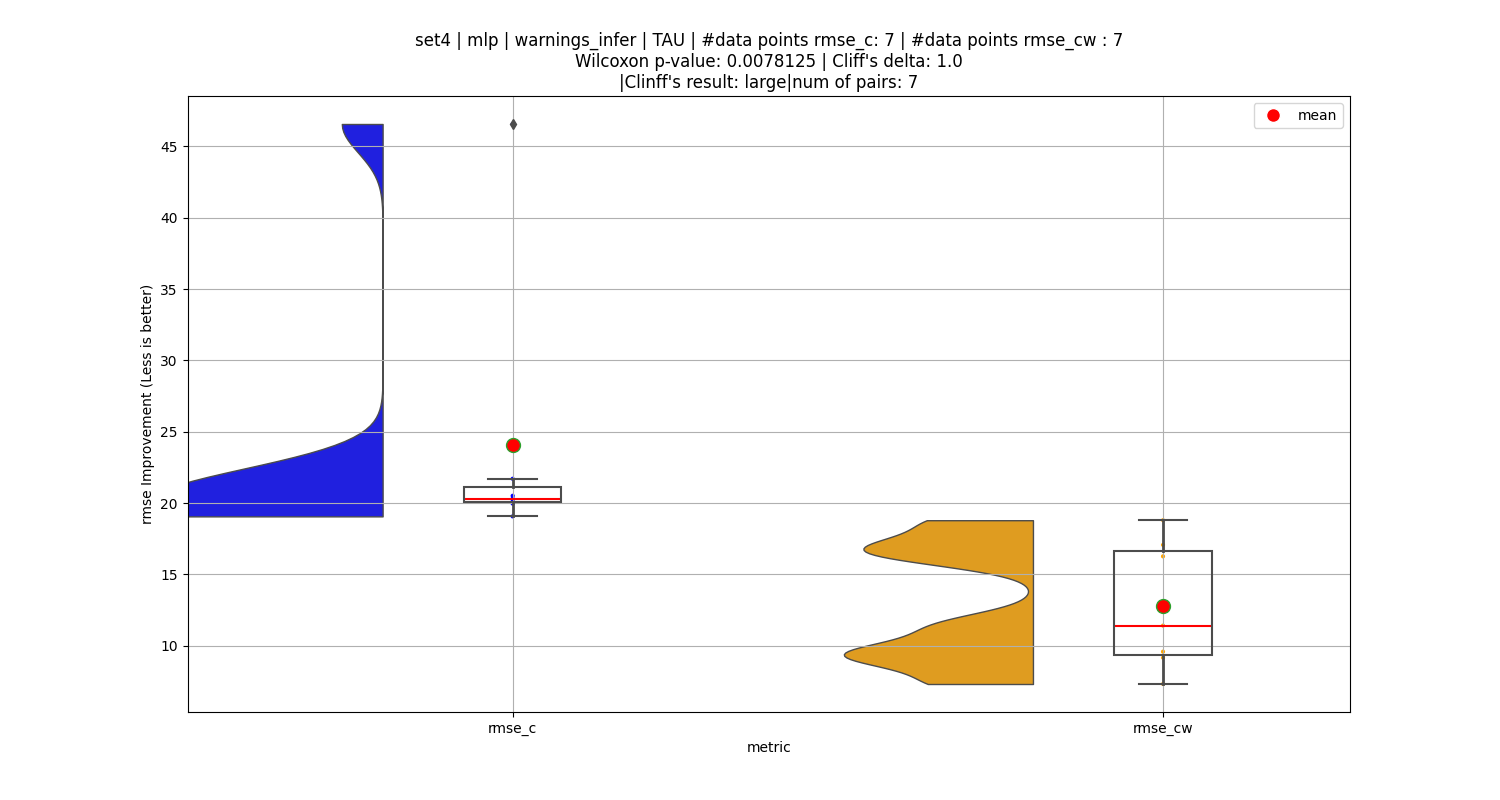 set4 | mlp | warnings_infer | TAU | #data points rmse_c: 7 | #data points rmse_cw : 7
Wilcoxon p-value: 0.0078125 | Cliff's delta: 1.0
|Clinff's result: large|num of pairs: 7
mean
45
40
35
30
25
20
15
10
rmse Improvement (Less is better)
rmse_c
rmse_cw
metric